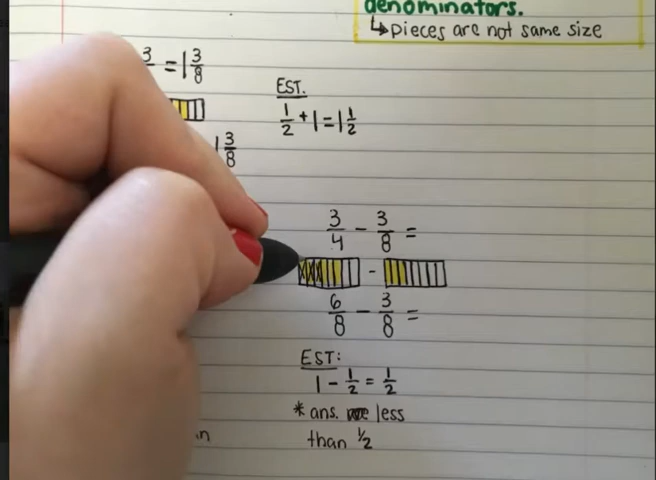 denominators.
↳ pieces are not same size
3 = 1 3/8
EST.
1/2 + 1 = 1 1/2
1 3/8
3/4 - 3/8 =
-
6/8 - 3/8 =
EST:
1 - 1/2 = 1/2
* ans. less
than 1/2